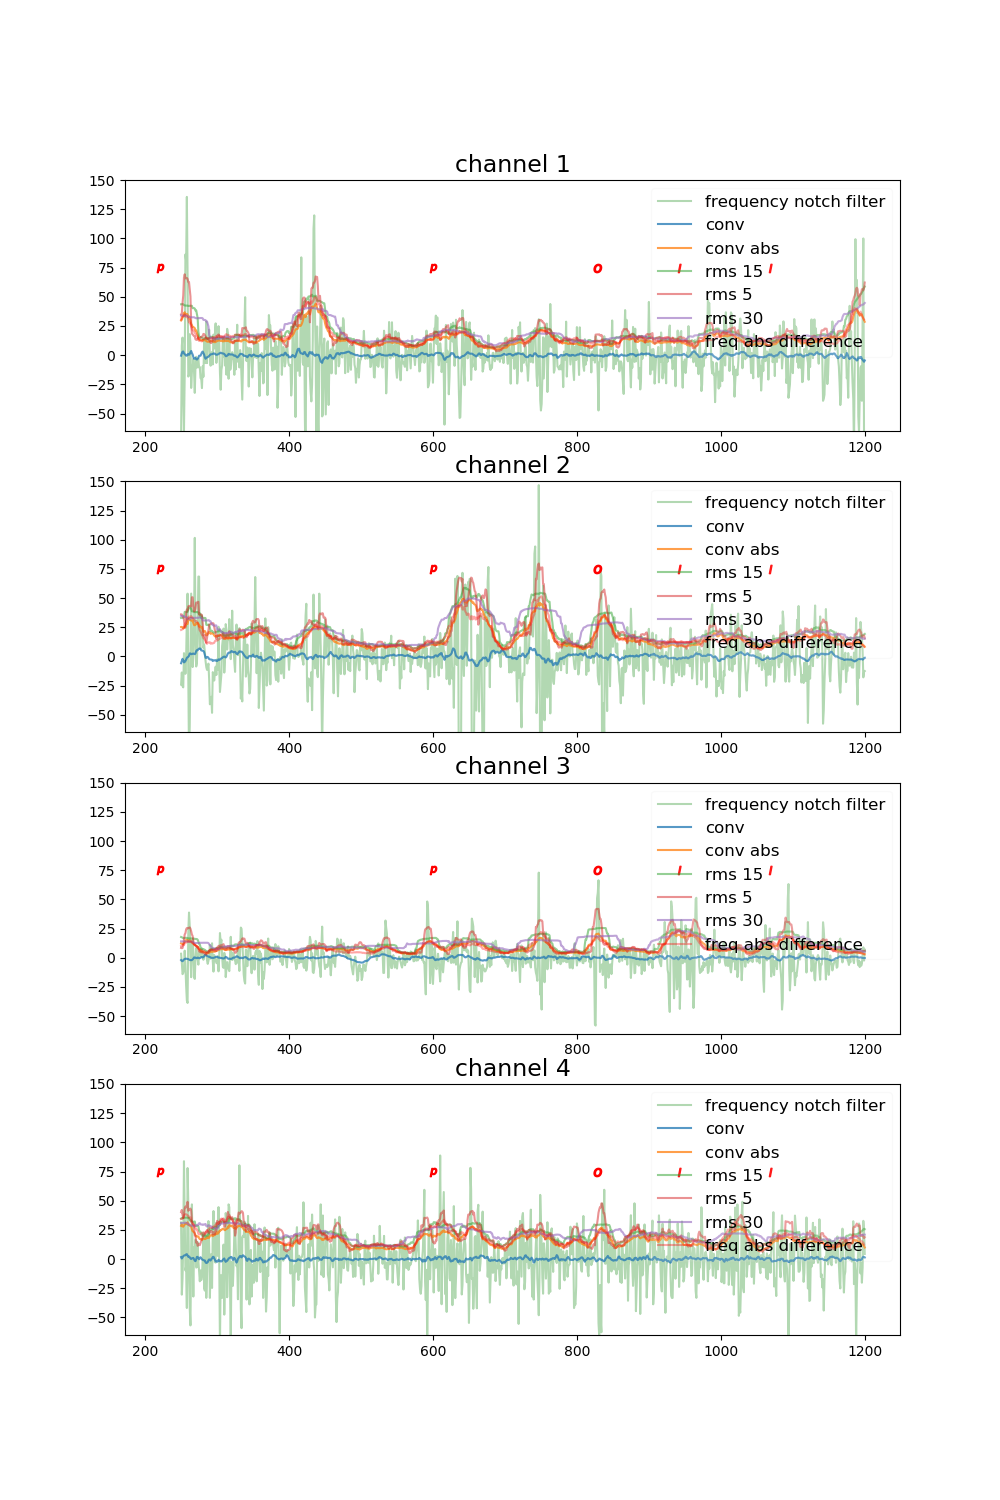 channel 1
150
125
100
75
50
25
0
−25
−50
frequency notch filter
conv
conv abs
rms 15
rms 5
rms 30
freq abs difference
p p o l l
200 400 600 800 1000 1200
channel 2
150
125
100
75
50
25
0
−25
−50
frequency notch filter
conv
conv abs
rms 15
rms 5
rms 30
freq abs difference
p p o l l
200 400 600 800 1000 1200
channel 3
150
125
100
75
50
25
0
−25
−50
frequency notch filter
conv
conv abs
rms 15
rms 5
rms 30
freq abs difference
p p o l l
200 400 600 800 1000 1200
channel 4
150
125
100
75
50
25
0
−25
−50
frequency notch filter
conv
conv abs
rms 15
rms 5
rms 30
freq abs difference
p p o l l
200 400 600 800 1000 1200